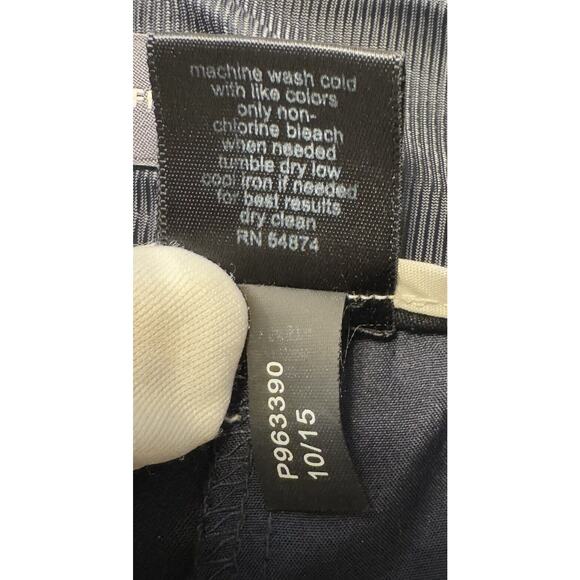 machine wash cold
with like colors
only non-
chlorine bleach
when needed
tumble dry low
cool iron if needed
for best results
dry clean
RN 54874
P963390
10/15